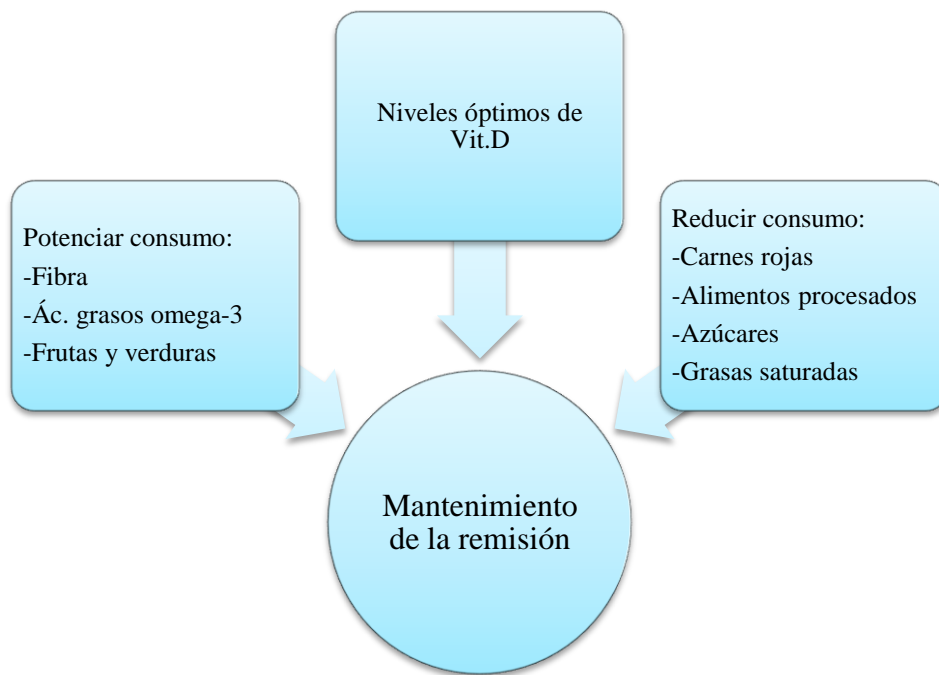 Niveles óptimos de
Vit.D
Potenciar consumo:
-Fibra
-Ác. grasos omega-3
-Frutas y verduras
Reducir consumo:
-Carnes rojas
-Alimentos procesados
-Azúcares
-Grasas saturadas
Mantenimiento
de la remisión